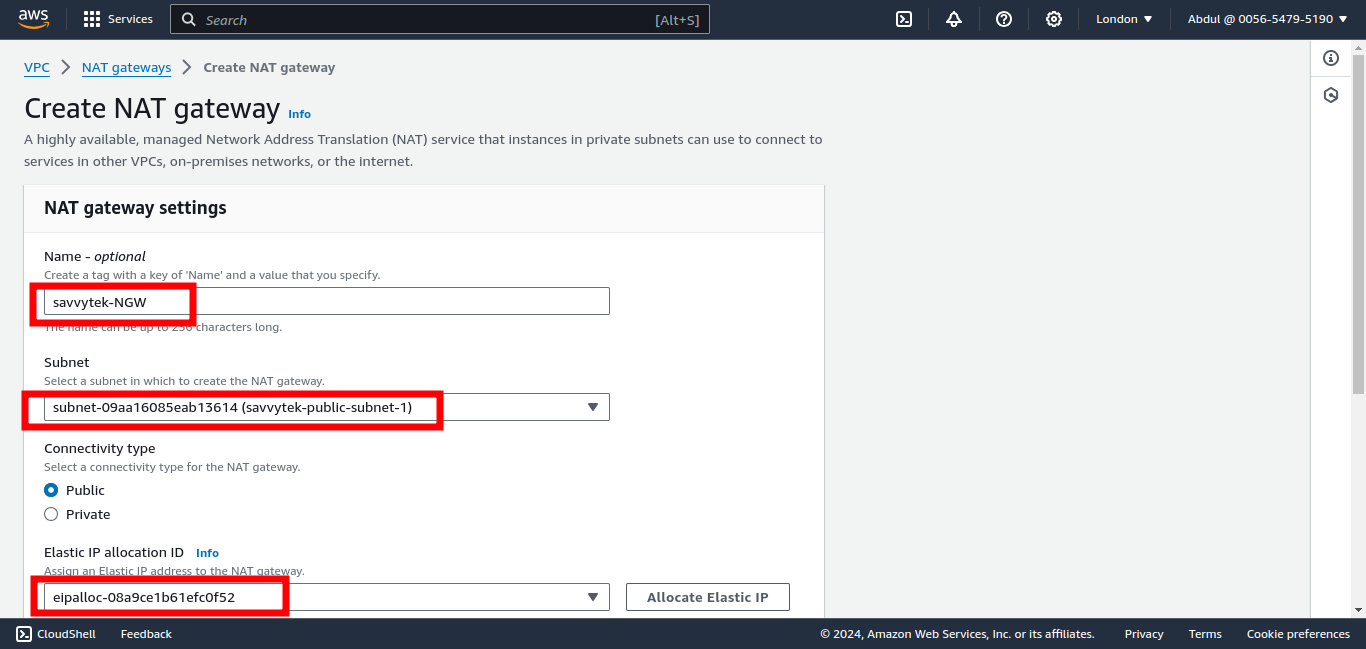 aws
Services
Search
[Alt+S]
London
Abdul @ 0056-5479-5190
VPC > NAT gateways > Create NAT gateway
Create NAT gateway Info
A highly available, managed Network Address Translation (NAT) service that instances in private subnets can use to connect to
services in other VPCs, on-premises networks, or the internet.
NAT gateway settings
Name - optional
Create a tag with a key of 'Name' and a value that you specify.
savvytek-NGW
The name can be up to 256 characters long.
Subnet
Select a subnet in which to create the NAT gateway.
subnet-09aa16085eab13614 (savvytek-public-subnet-1)
Connectivity type
Select a connectivity type for the NAT gateway.
Public
Private
Elastic IP allocation ID Info
Assign an Elastic IP address to the NAT gateway.
eipalloc-08a9ce1b61efc0f52
Allocate Elastic IP
CloudShell
Feedback
© 2024, Amazon Web Services, Inc. or its affiliates.
Privacy
Terms
Cookie preferences